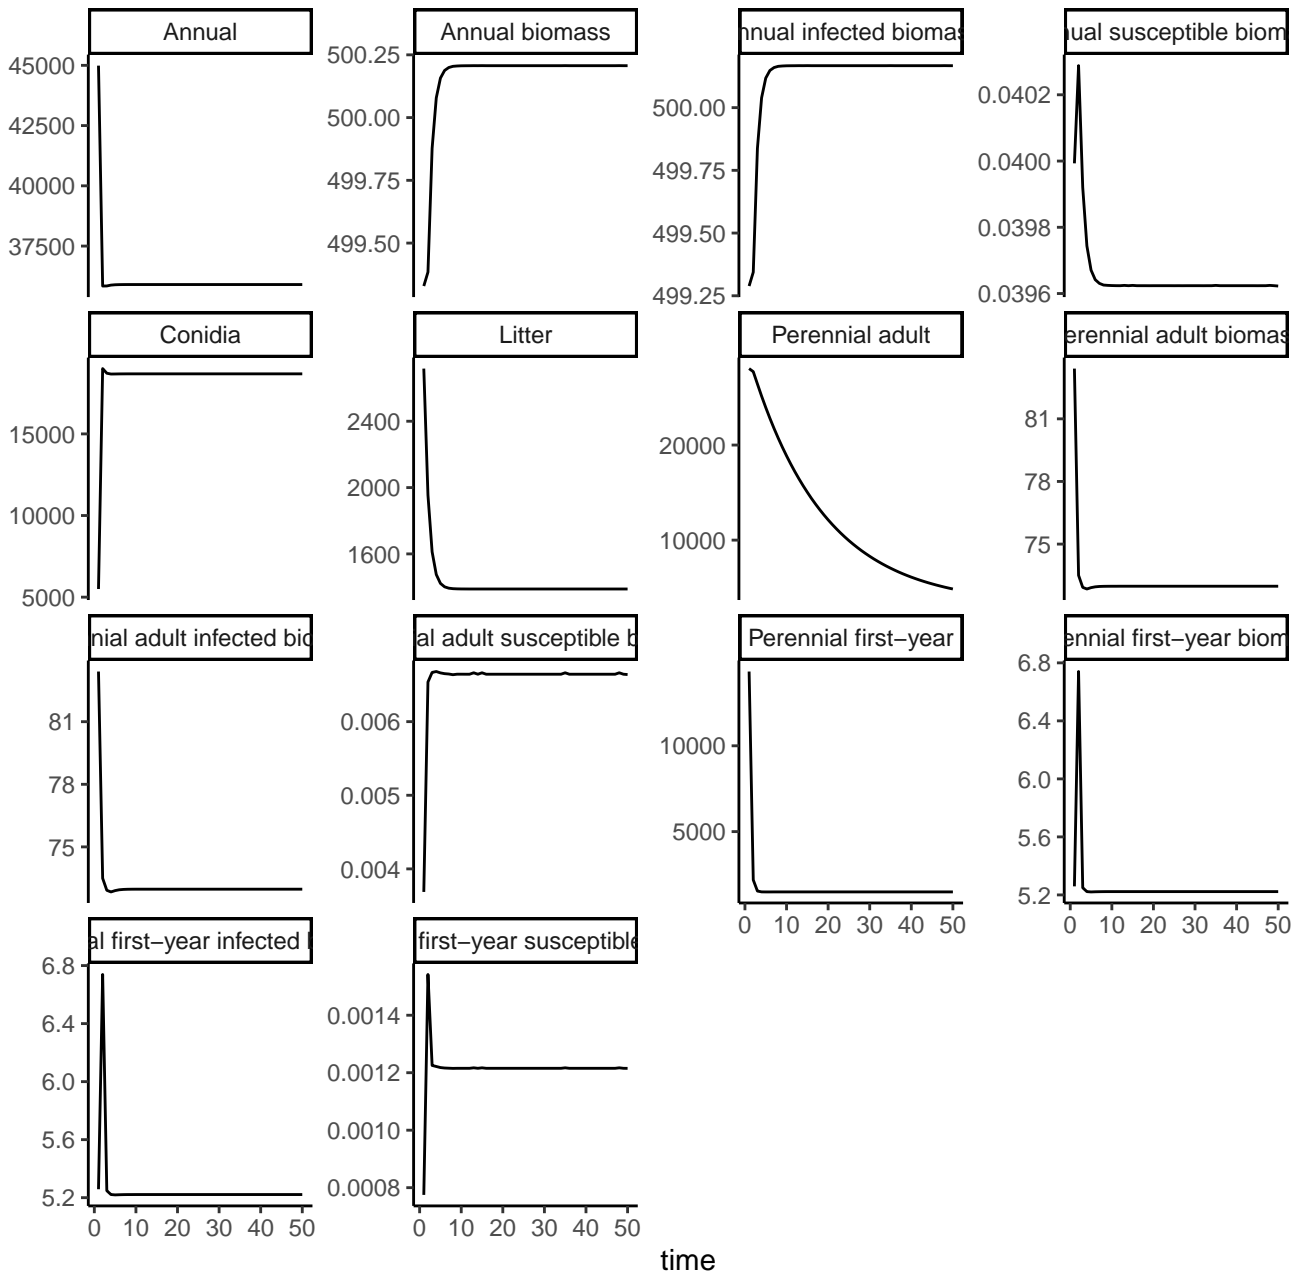 Annual
Annual biomass
nnual infected biomas
nual susceptible biom
45000
42500
40000
37500
500.25
500.00
499.75
499.50
500.00
499.75
499.50
499.25
0.0402
0.0400
0.0398
0.0396
Conidia
Litter
Perennial adult
erennial adult biomas
15000
10000
5000
2400
2000
1600
20000
10000
81
78
75
nial adult infected bio
al adult susceptible b
Perennial first−year
ennial first−year biom
81
78
75
0.006
0.005
0.004
10000
5000
6.8
6.4
6.0
5.6
5.2
0 10 20 30 40 50
0 10 20 30 40 50
al first−year infected b
first−year susceptible
6.8
6.4
6.0
5.6
5.2
0.0014
0.0012
0.0010
0.0008
0 10 20 30 40 50
0 10 20 30 40 50
time